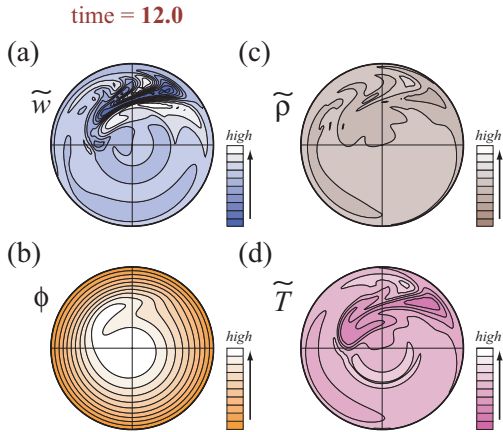 time = 12.0
(a)
w̃
high
(c)
ρ̃
high
(b)
ϕ
high
(d)
T̃
high